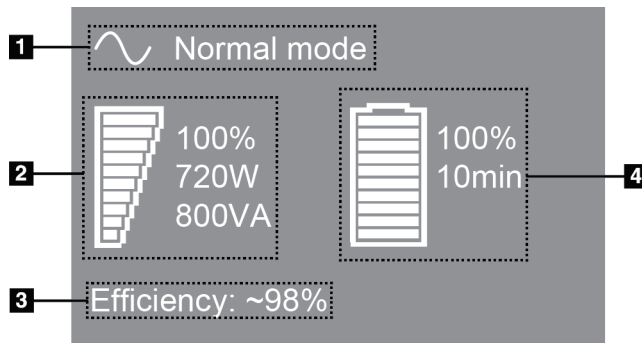 1 Normal mode
2
100%
720W
800VA
100%
10min
4
3 Efficiency: ~98%